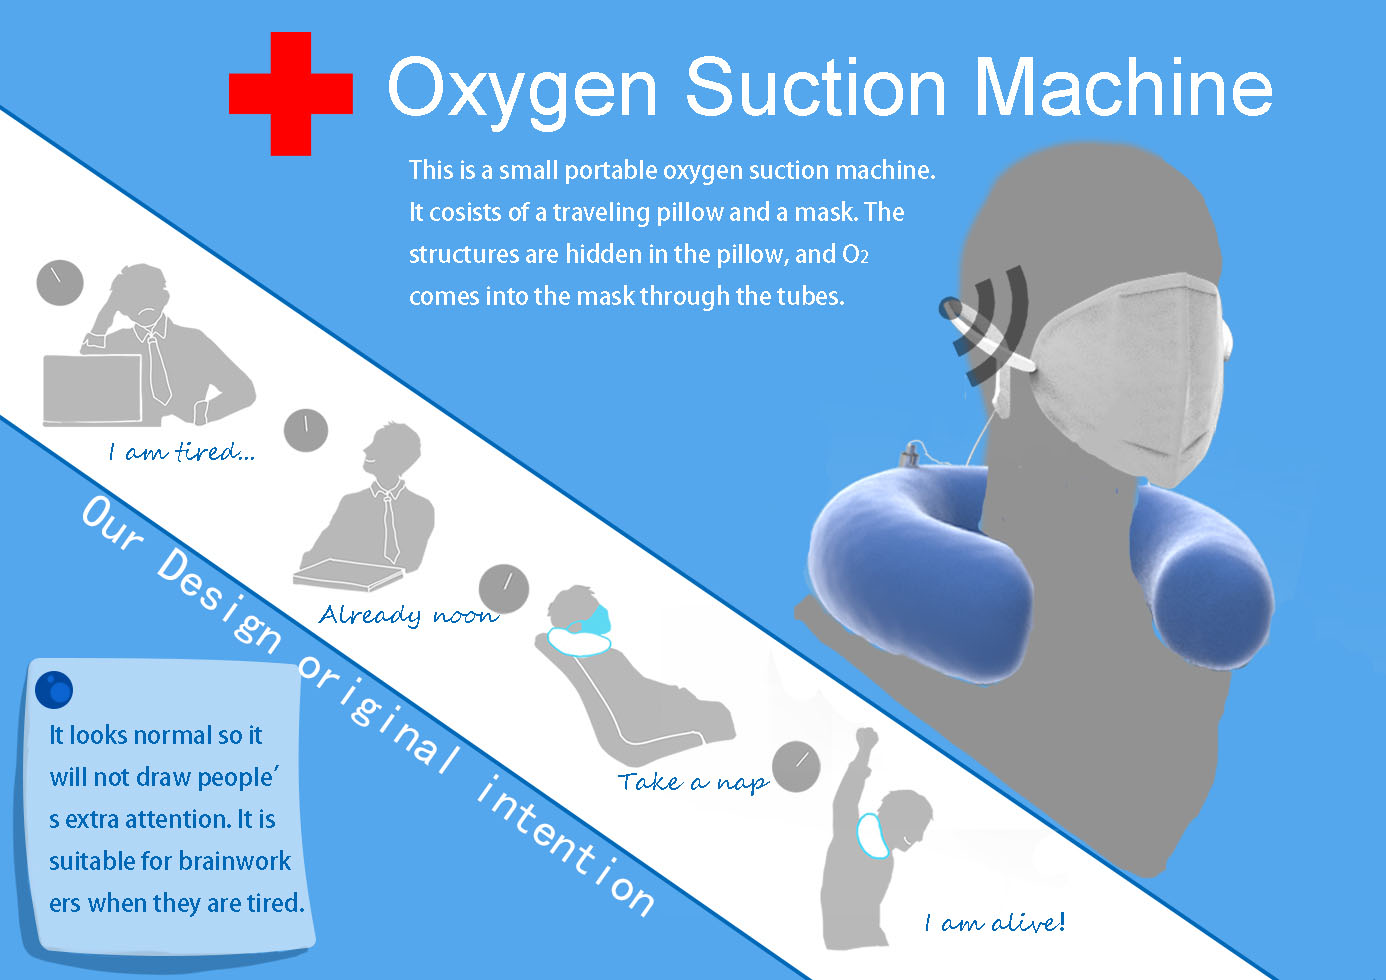 Oxygen Suction Machine
This is a small portable oxygen suction machine.
It cosists of a traveling pillow and a mask. The
structures are hidden in the pillow, and O2
comes into the mask through the tubes.
I am tired...
Already noon
Take a nap
I am alive!
Our Design original intention
It looks normal so it
will not draw people′
s extra attention. It is
suitable for brainwork
ers when they are tired.